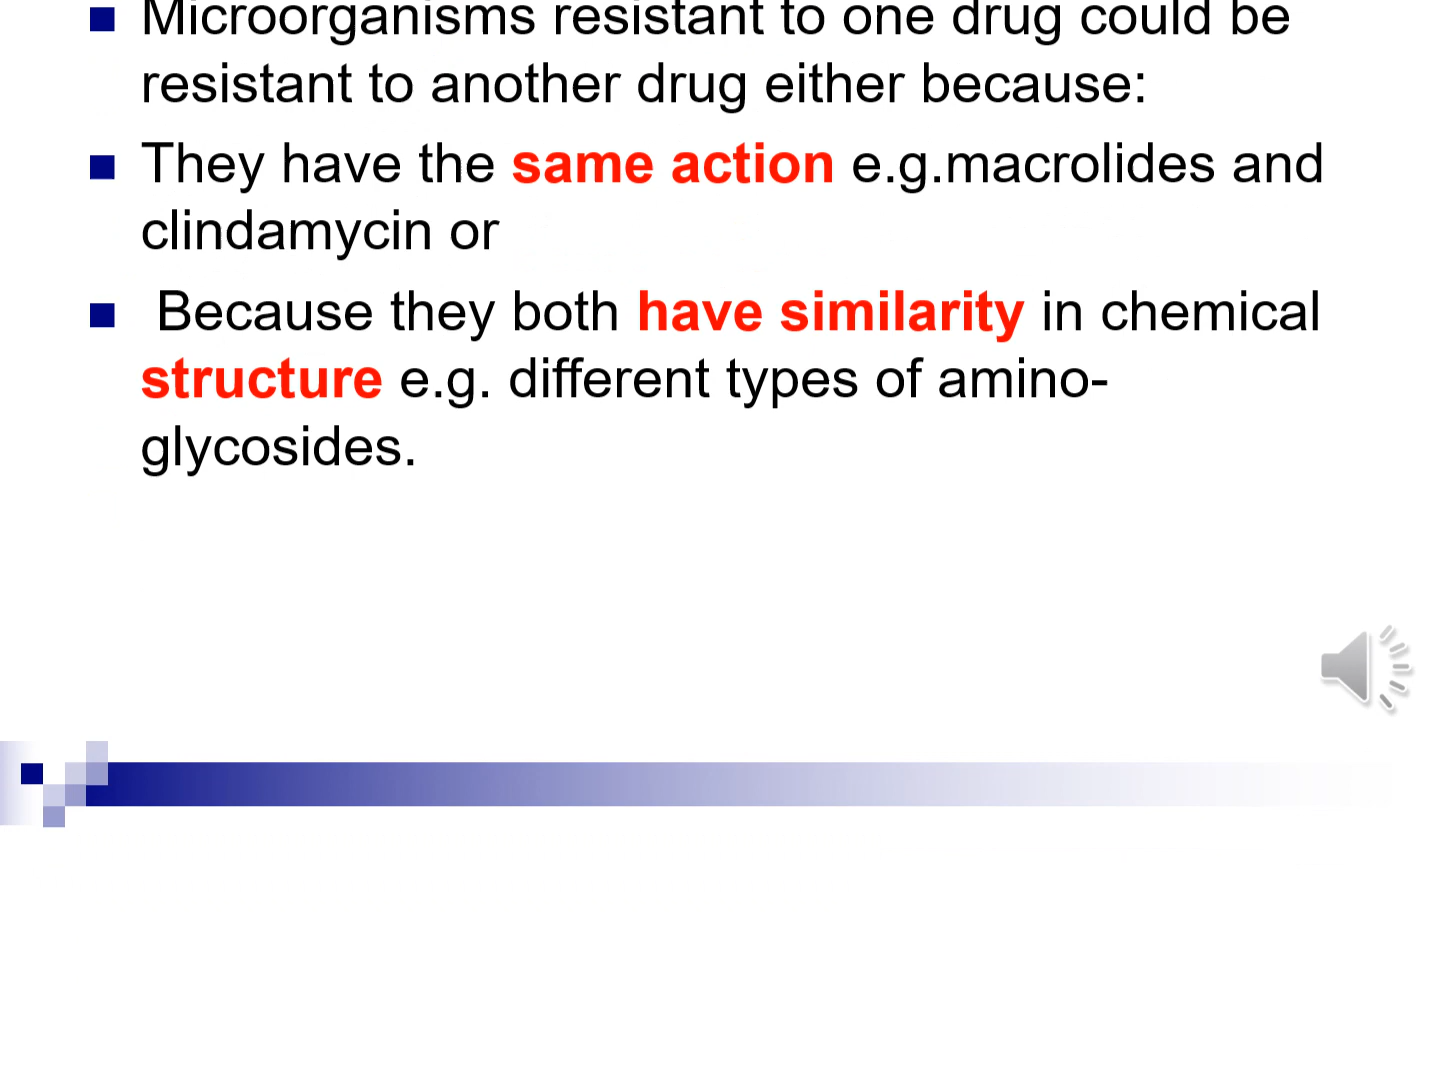 Microorganisms resistant to one drug could be
resistant to another drug either because:
They have the same action e.g.macrolides and
clindamycin or
Because they both have similarity in chemical
structure e.g. different types of amino-
glycosides.